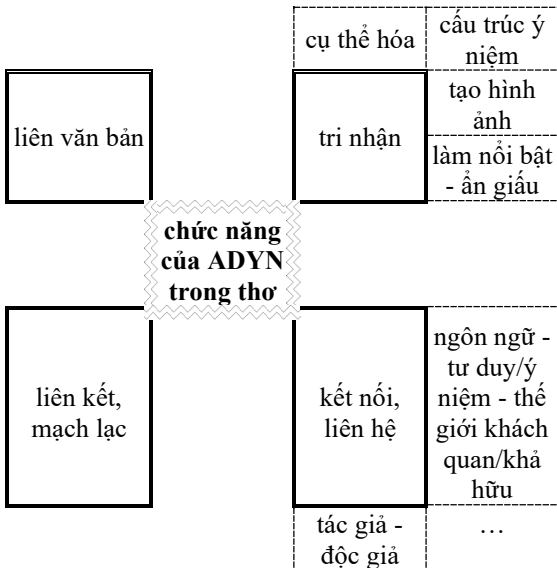 cụ thể hóa
cấu trúc ý
niệm
liên văn bản
tri nhận
tạo hình
ảnh
làm nổi bật
- ẩn giấu
chức năng
của ADYN
trong thơ
liên kết,
mạch lạc
kết nối,
liên hệ
ngôn ngữ -
tư duy/ý
niệm - thế
giới khách
quan/khả
hữu
tác giả -
độc giả
…